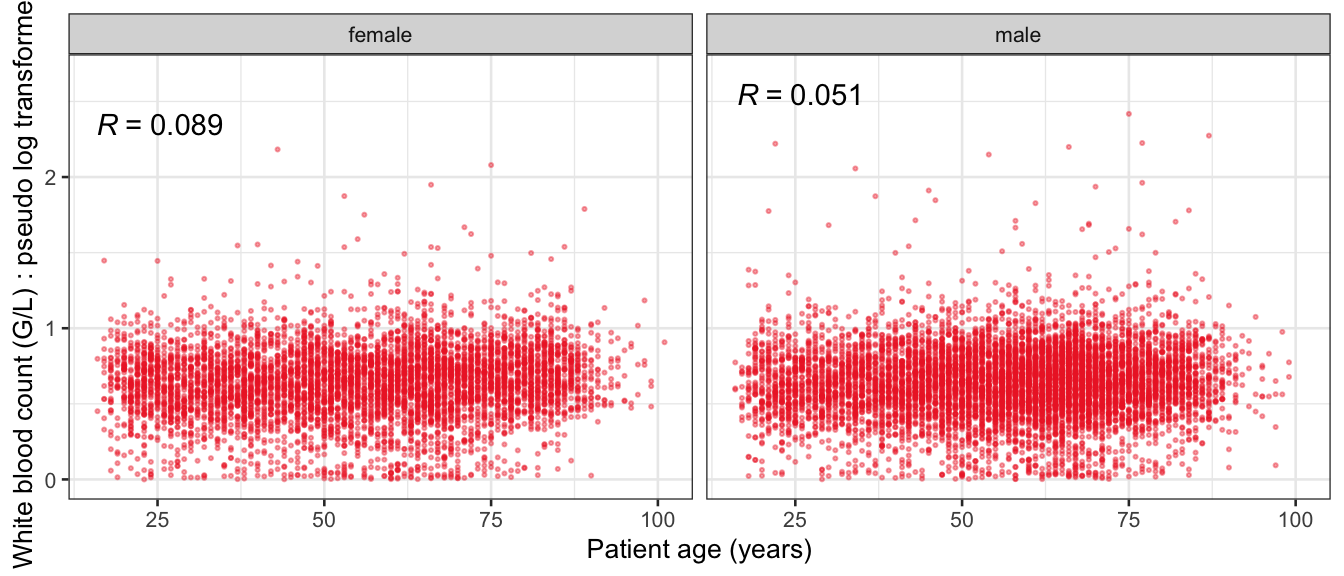 female
male
R = 0.089
R = 0.051
White blood count (G/L) : pseudo log transforme
2
1
0
25
50
75
100
25
50
75
100
Patient age (years)